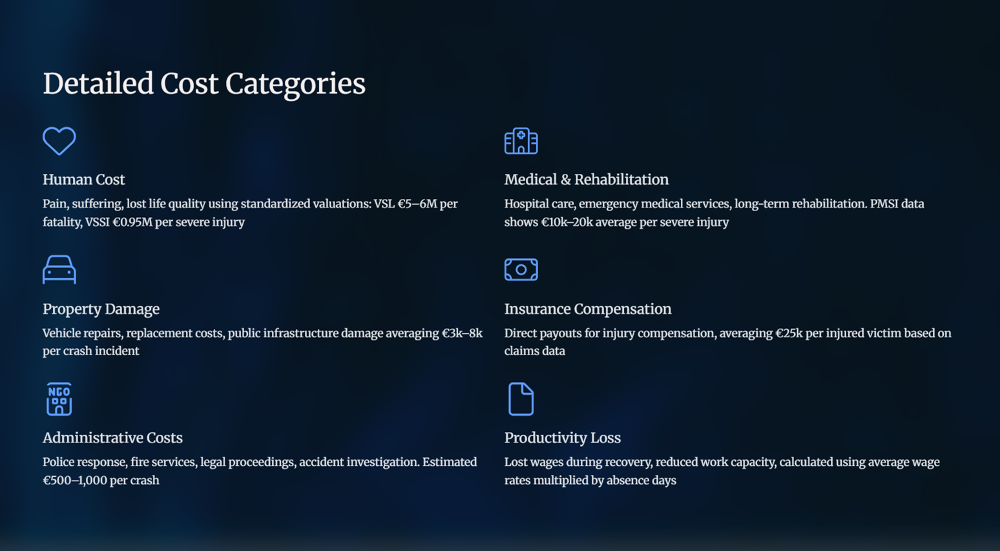 Detailed Cost Categories
Human Cost
Pain, suffering, lost life quality using standardized valuations: VSL €5–6M per
fatality, VSSI €0.95M per severe injury
Medical & Rehabilitation
Hospital care, emergency medical services, long-term rehabilitation. PMSI data
shows €10k–20k average per severe injury
Property Damage
Vehicle repairs, replacement costs, public infrastructure damage averaging €3k–8k
per crash incident
Insurance Compensation
Direct payouts for injury compensation, averaging €25k per injured victim based on
claims data
NGO
Administrative Costs
Police response, fire services, legal proceedings, accident investigation. Estimated
€500–1,000 per crash
Productivity Loss
Lost wages during recovery, reduced work capacity, calculated using average wage
rates multiplied by absence days